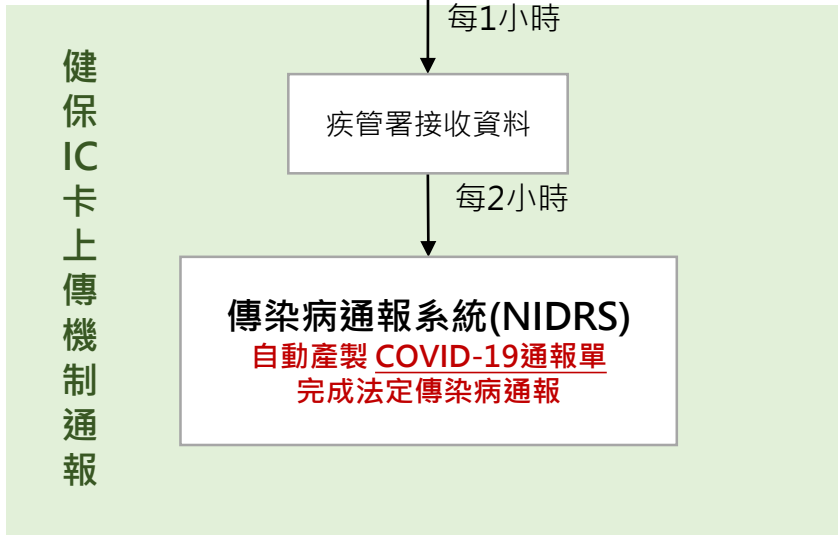 每1小時
健保IC卡上傳機制通報
疾管署接收資料
每2小時
傳染病通報系統(NIDRS)
自動產製 COVID-19通報單
完成法定傳染病通報